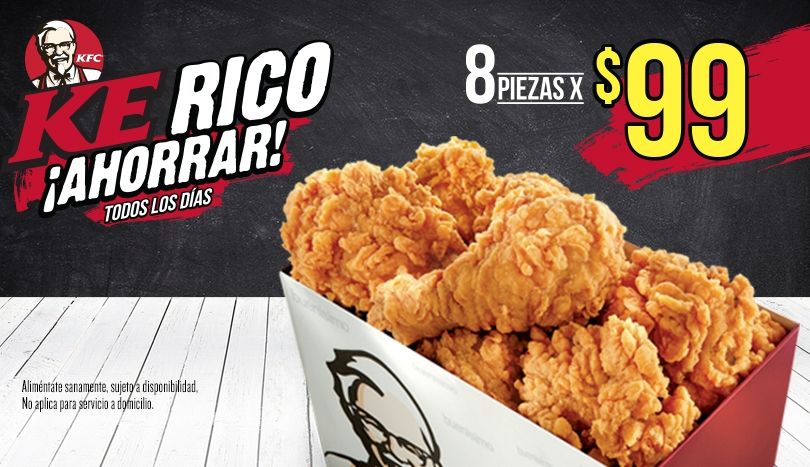 KFC
KE RICO
¡AHORRAR!
TODOS LOS DÍAS
8 PIEZAS X $99
Aliméntate sanamente, sujeto a disponibilidad,
No aplica para servicio a domicilio.